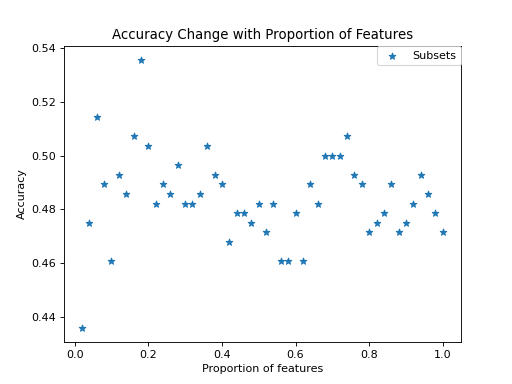 Accuracy Change with Proportion of Features
Subsets
0.54
0.52
0.50
0.48
0.46
0.44
Accuracy
0.0 0.2 0.4 0.6 0.8 1.0
Proportion of features